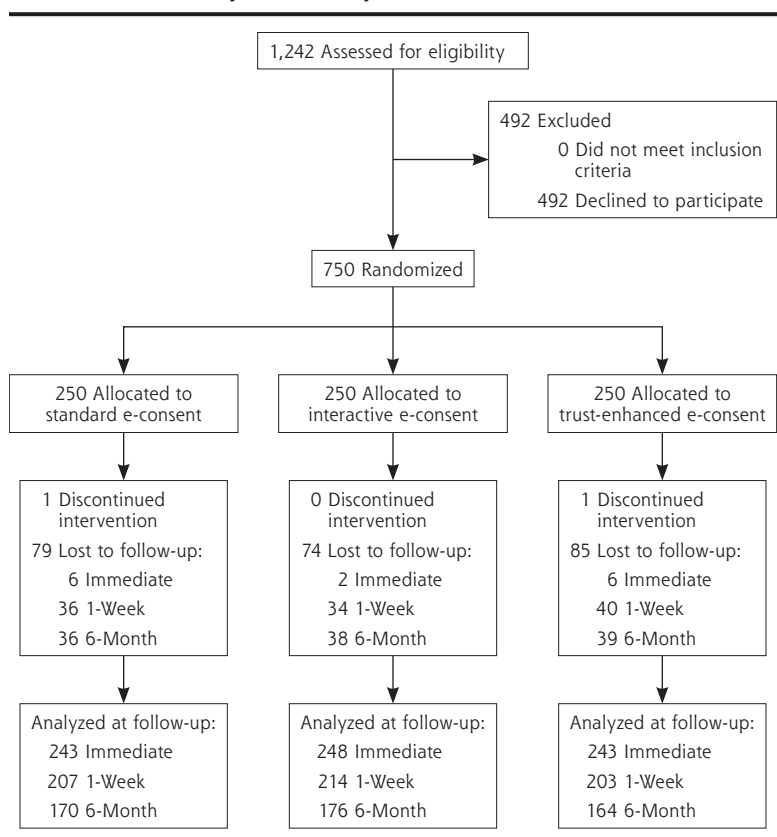 1,242 Assessed for eligibility
492 Excluded
0 Did not meet inclusion
criteria
492 Declined to participate
750 Randomized
250 Allocated to
standard e-consent
250 Allocated to
interactive e-consent
250 Allocated to
trust-enhanced e-consent
1 Discontinued
intervention
79 Lost to follow-up:
6 Immediate
36 1-Week
36 6-Month
0 Discontinued
intervention
74 Lost to follow-up:
2 Immediate
34 1-Week
38 6-Month
1 Discontinued
intervention
85 Lost to follow-up:
6 Immediate
40 1-Week
39 6-Month
Analyzed at follow-up:
243 Immediate
207 1-Week
170 6-Month
Analyzed at follow-up:
248 Immediate
214 1-Week
176 6-Month
Analyzed at follow-up:
243 Immediate
203 1-Week
164 6-Month